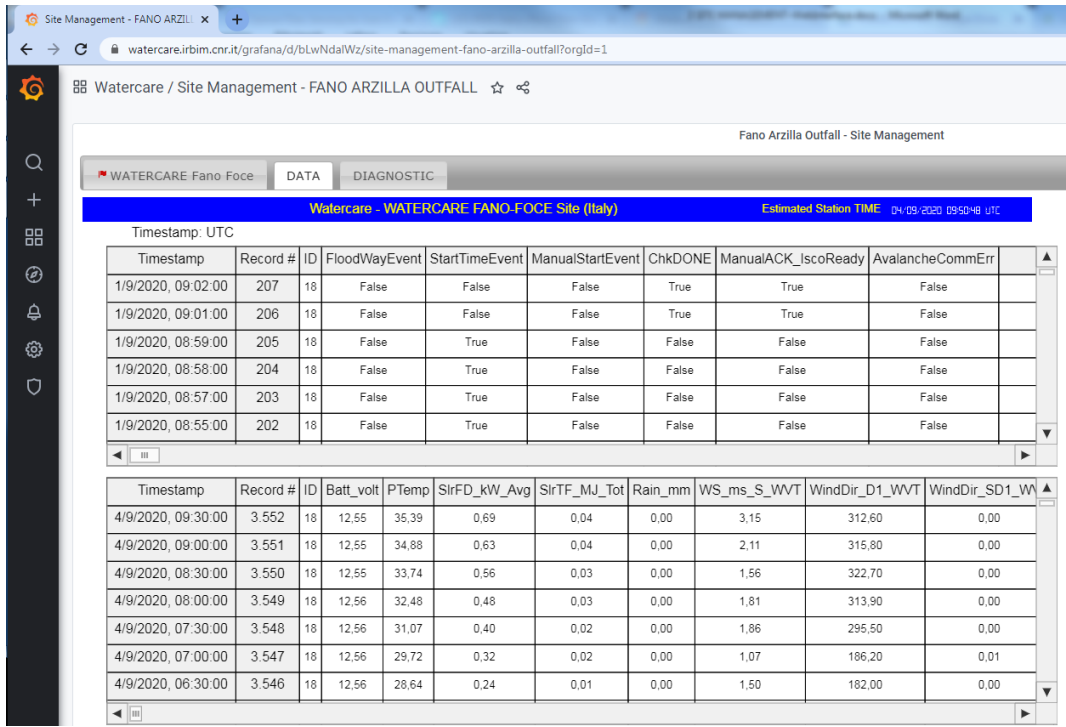 Site Management - FANO ARZILL
watercare.irbim.cnr.it/grafana/d/bLwNdalWz/site-management-fano-arzilla-outfall?orgId=1
Watercare / Site Management - FANO ARZILLA OUTFALL
Fano Arzilla Outfall - Site Management
WATERCARE Fano Foce DATA DIAGNOSTIC
Watercare - WATERCARE FANO-FOCE Site (Italy) Estimated Station TIME 04/09/2020 09:50:48 UTC
Timestamp: UTC
Timestamp Record # ID FloodWayEvent StartTimeEvent ManualStartEvent ChkDONE ManualACK_IscoReady AvalancheCommErr
1/9/2020, 09:02:00 207 18 False False False True True False
1/9/2020, 09:01:00 206 18 False False False True True False
1/9/2020, 08:59:00 205 18 False True False False False False
1/9/2020, 08:58:00 204 18 False True False False False False
1/9/2020, 08:57:00 203 18 False True False False False False
1/9/2020, 08:55:00 202 18 False True False False False False
Timestamp Record # ID Batt_volt PTemp SlrFD_kW_Avg SlrTF_MJ_Tot Rain_mm WS_ms_S_WVT WindDir_D1_WVT WindDir_SD1_WV
4/9/2020, 09:30:00 3.552 18 12,55 35,39 0,69 0,04 0,00 3,15 312,60 0,00
4/9/2020, 09:00:00 3.551 18 12,55 34,88 0,63 0,04 0,00 2,11 315,80 0,00
4/9/2020, 08:30:00 3.550 18 12,55 33,74 0,56 0,03 0,00 1,56 322,70 0,00
4/9/2020, 08:00:00 3.549 18 12,56 32,48 0,48 0,03 0,00 1,81 313,90 0,00
4/9/2020, 07:30:00 3.548 18 12,56 31,07 0,40 0,02 0,00 1,86 295,50 0,00
4/9/2020, 07:00:00 3.547 18 12,56 29,72 0,32 0,02 0,00 1,07 186,20 0,01
4/9/2020, 06:30:00 3.546 18 12,56 28,64 0,24 0,01 0,00 1,50 182,00 0,00